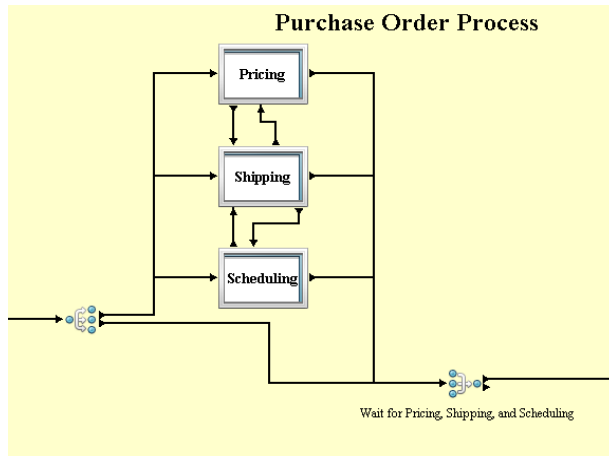 Purchase Order Process
Pricing
Shipping
Scheduling
Wait for Pricing, Shipping, and Scheduling